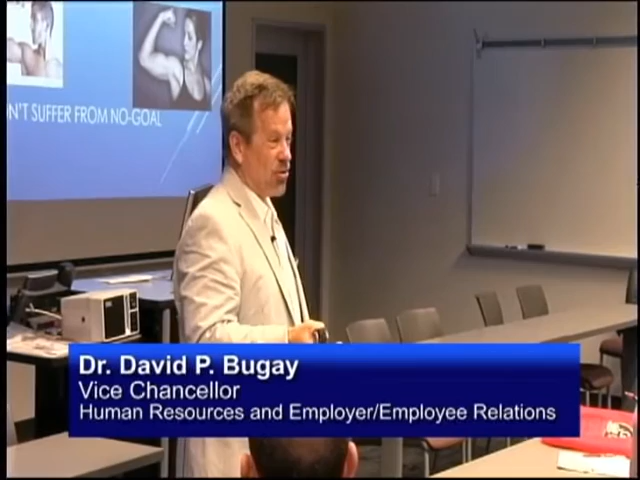 N'T SUFFER FROM NO-GOAL
Dr. David P. Bugay
Vice Chancellor
Human Resources and Employer/Employee Relations